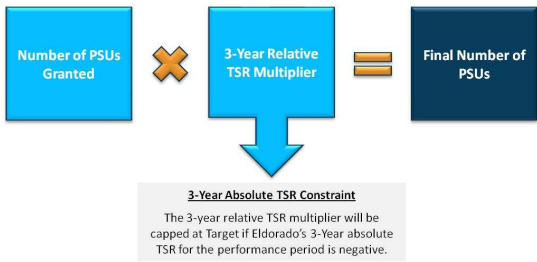 Number of PSUs
Granted
3-Year Relative
TSR Multiplier
Final Number of
PSUs
3-Year Absolute TSR Constraint
The 3-year relative TSR multiplier will be
capped at Target if Eldorado's 3-Year absolute
TSR for the performance period is negative.